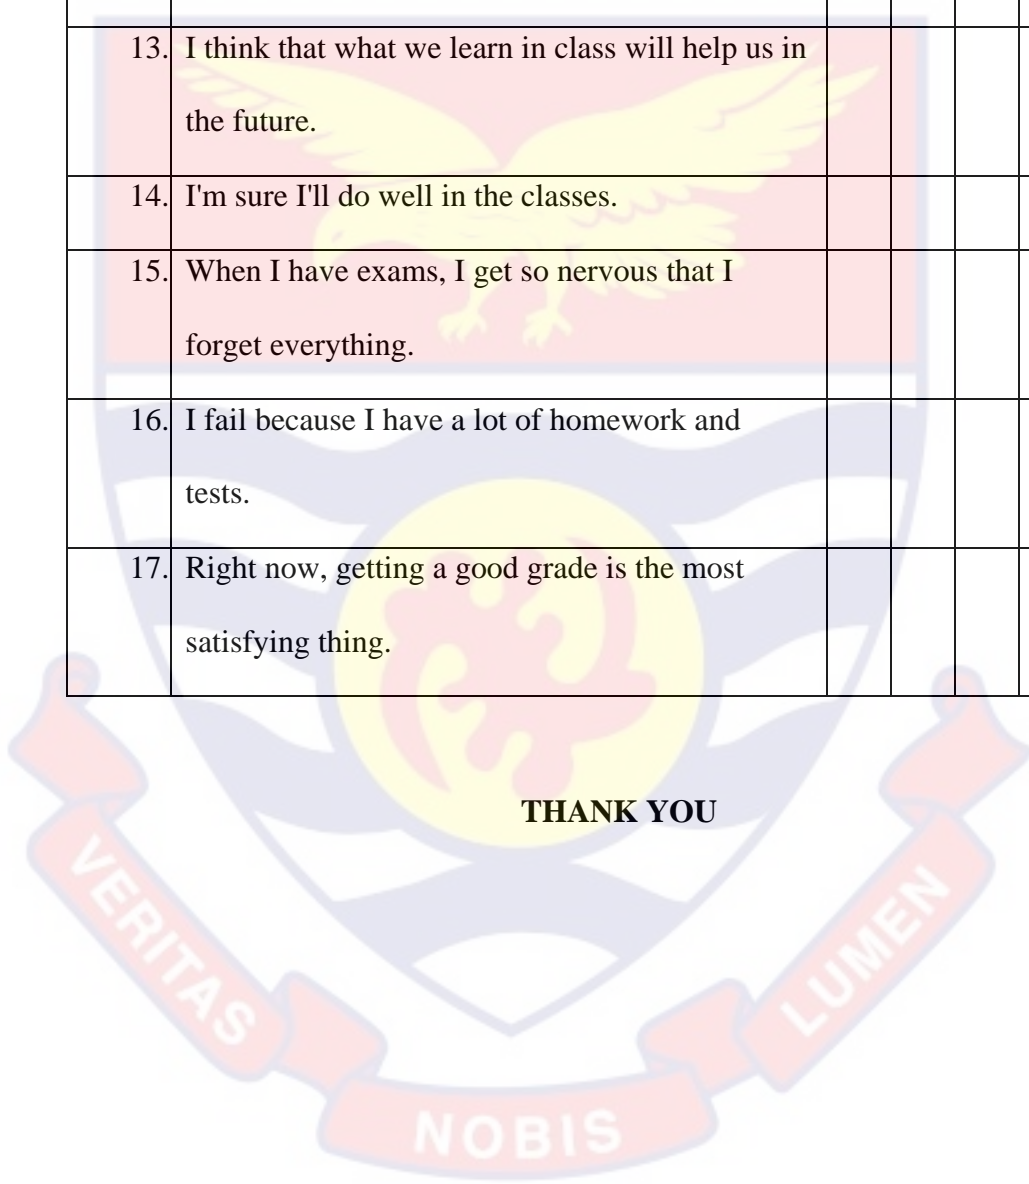 13. I think that what we learn in class will help us in
the future.
14. I'm sure I'll do well in the classes.
15. When I have exams, I get so nervous that I
forget everything.
16. I fail because I have a lot of homework and
tests.
17. Right now, getting a good grade is the most
satisfying thing.
THANK YOU
VERITAS
NOBIS
LUMEN